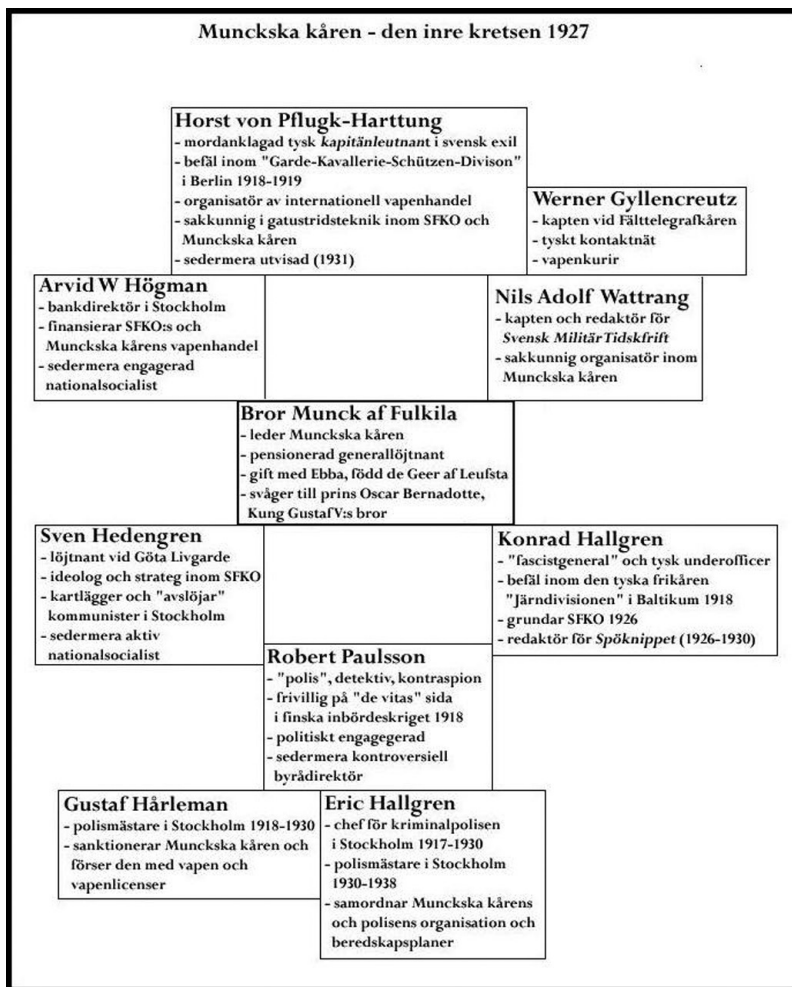 Munckska kåren - den inre kretsen 1927
Horst von Pflugk-Harttung
- mordanklagad tysk kapitänleutnant i svensk exil
- befäl inom "Garde-Kavallerie-Schützen-Divison"
i Berlin 1918-1919
- organisatör av internationell vapenhandel
- sakkunnig i gatustridsteknik inom SFKO och
Munckska kåren
- sedermera utvisad (1931)
Werner Gyllencreutz
- kapten vid Fälttelegrafkåren
- tyskt kontaktnät
- vapenkurir
Arvid W Högman
- bankdirektör i Stockholm
- finansierar SFKO:s och
Munckska kårens vapenhandel
- sedermera engagerad
nationalsocialist
Nils Adolf Wattrang
- kapten och redaktör för
Svensk Militär Tidskfrift
- sakkunnig organisatör inom
Munckska kåren
Bror Munck af Fulkila
- leder Munckska kåren
- pensionerad generallöjtnant
- gift med Ebba, född de Geer af Leufsta
- svåger till prins Oscar Bernadotte,
Kung Gustaf V:s bror
Sven Hedengren
- löjtnant vid Göta Livgarde
- ideolog och strateg inom SFKO
- kartlägger och "avslöjar"
kommunister i Stockholm
- sedermera aktiv
nationalsocialist
Konrad Hallgren
- "fascistgeneral" och tysk underofficer
- befäl inom den tyska frikåren
"Järndivisionen" i Baltikum 1918
- grundar SFKO 1926
- redaktör för Spöknippet (1926-1930)
Robert Paulsson
- "polis", detektiv, kontraspion
- frivillig på "de vitas" sida
i finska inbördeskriget 1918
- politiskt engagegerad
- sedermera kontroversiell
byrådirektör
Gustaf Hårleman
- polismästare i Stockholm 1918-1930
- sanktionerar Munckska kåren och
förser den med vapen och
vapenlicenser
Eric Hallgren
- chef för kriminalpolisen
i Stockholm 1917-1930
- polismästare i Stockholm
1930-1938
- samordnar Munckska kårens
och polisens organisation och
beredskapsplaner